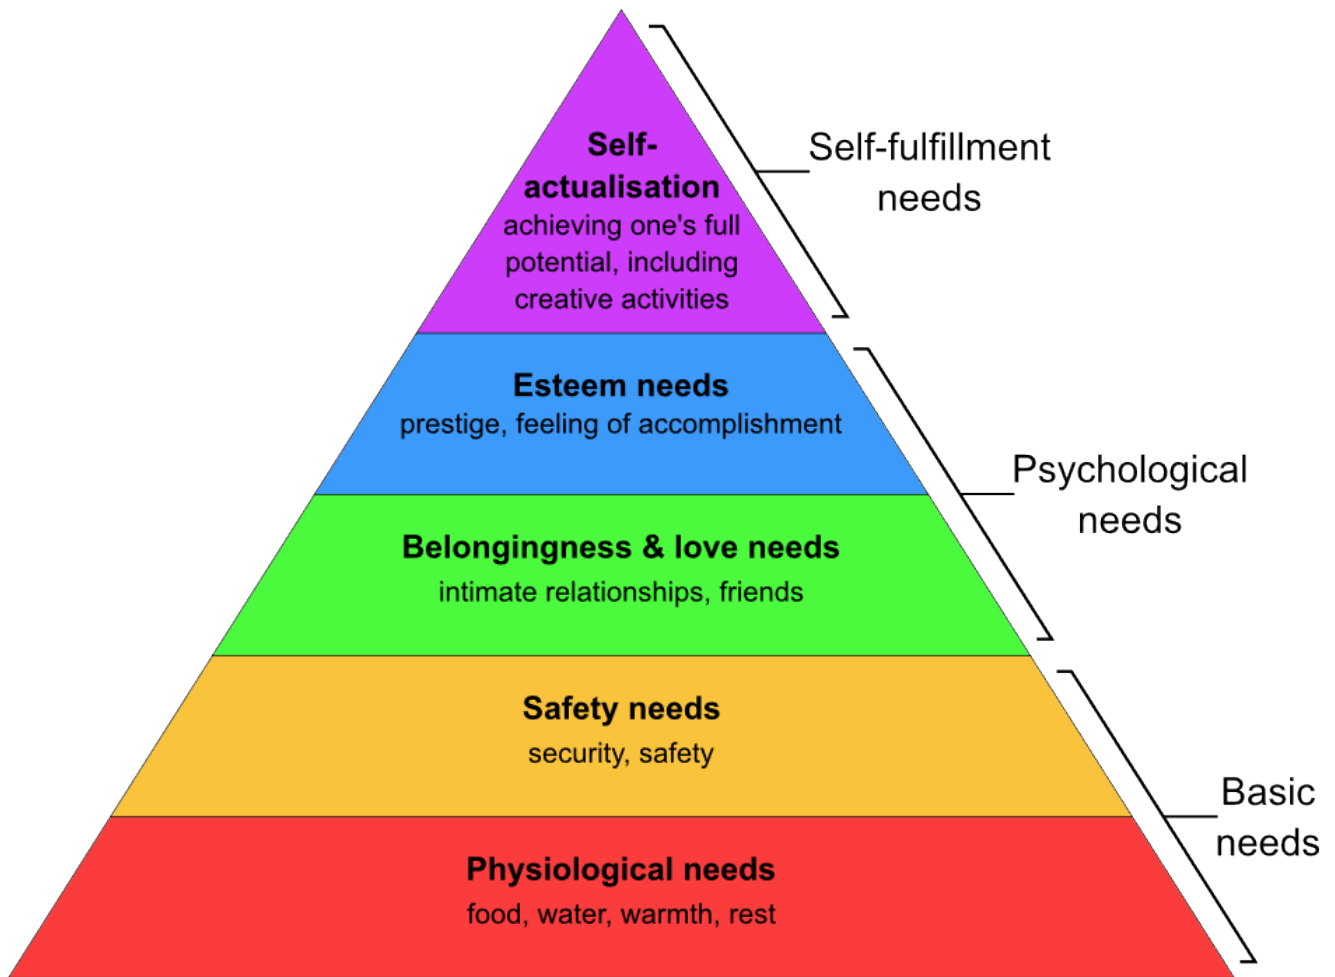 Self-
actualisation
achieving one's full
potential, including
creative activities
Self-fulfillment
needs
Esteem needs
prestige, feeling of accomplishment
Psychological
needs
Belongingness & love needs
intimate relationships, friends
Safety needs
security, safety
Basic
needs
Physiological needs
food, water, warmth, rest